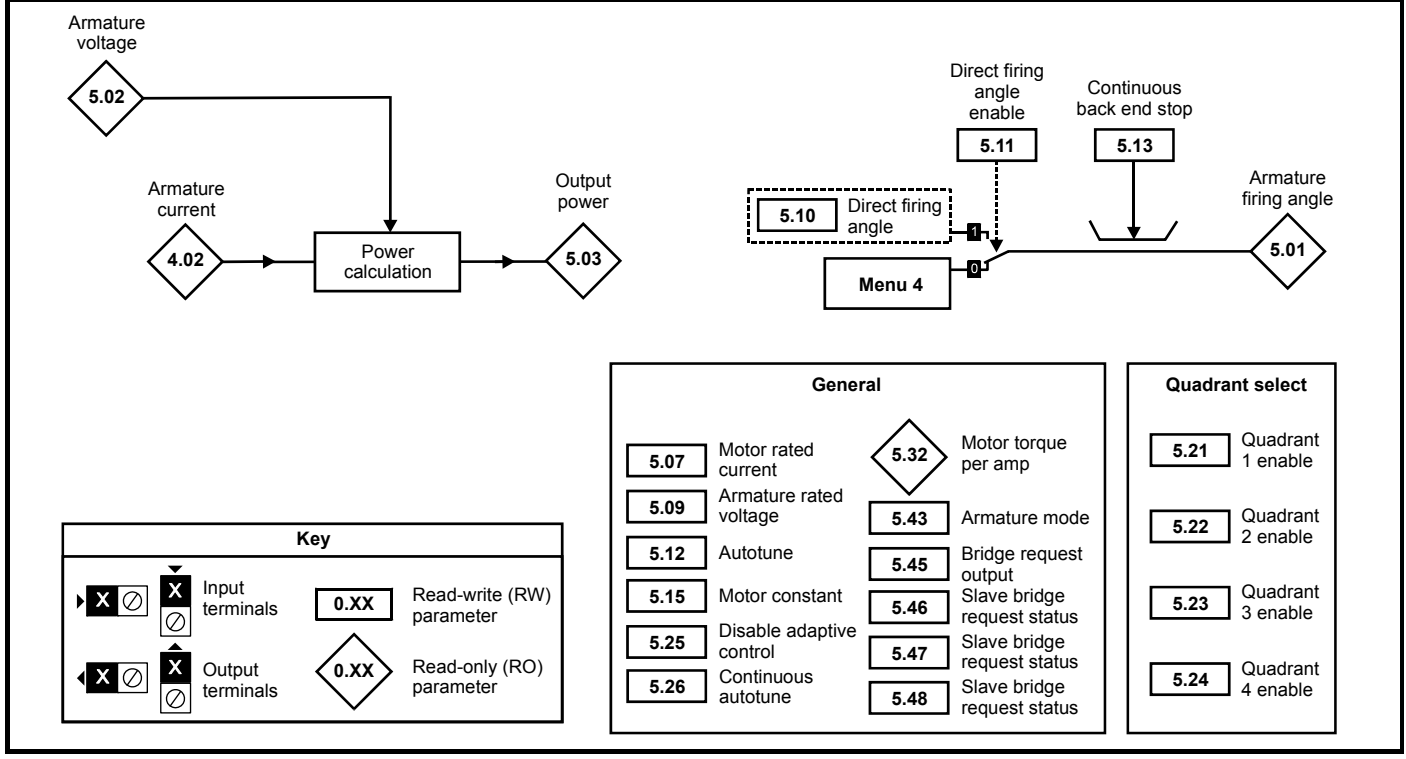 Armature
voltage
5.02
Armature
current
4.02
Power
calculation
Output
power
5.03
Direct firing
angle
enable
5.11
Continuous
back end stop
5.13
5.10
Direct firing
angle
1
0
Menu 4
Armature
firing angle
5.01
General
5.07
Motor rated
current
5.09
Armature rated
voltage
5.12
Autotune
5.15
Motor constant
5.25
Disable adaptive
control
5.26
Continuous
autotune
5.32
Motor torque
per amp
5.43
Armature mode
5.45
Bridge request
output
5.46
Slave bridge
request status
5.47
Slave bridge
request status
5.48
Slave bridge
request status
Quadrant select
5.21
Quadrant
1 enable
5.22
Quadrant
2 enable
5.23
Quadrant
3 enable
5.24
Quadrant
4 enable
Key
X
X
Input
terminals
0.XX
Read-write (RW)
parameter
X
X
Output
terminals
0.XX
Read-only (RO)
parameter